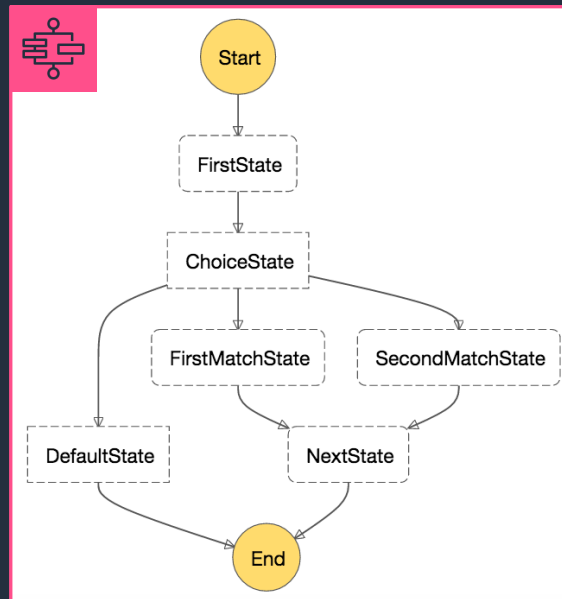 Start
FirstState
ChoiceState
FirstMatchState
SecondMatchState
DefaultState
NextState
End